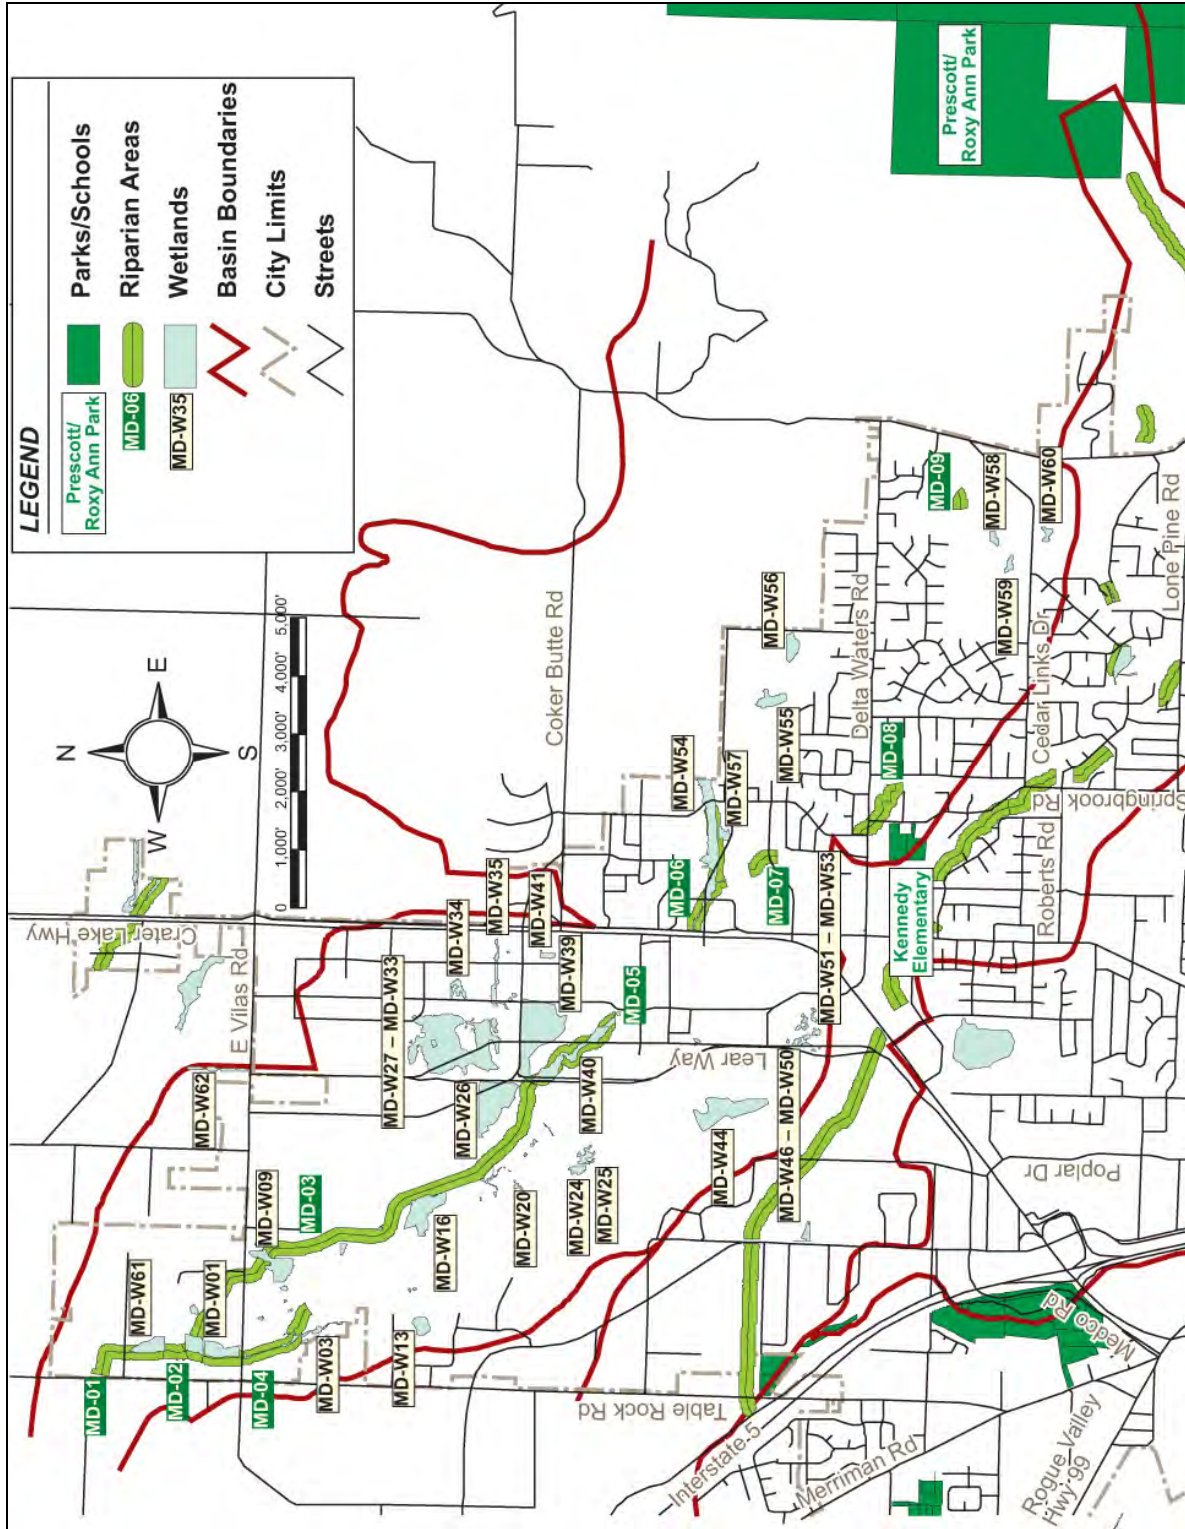 LEGEND
Prescott/
Roxy Ann Park
Parks/Schools
MD-06
Riparian Areas
MD-W35
Wetlands
Basin Boundaries
City Limits
Streets
N
W
E
S
0
1,000'
2,000'
3,000'
4,000'
5,000'
Prescott/
Roxy Ann Park
Crater Lake Hwy
E Vilas Rd
MD-W62
MD-W61
MD-01
MD-W01
MD-02
MD-W09
MD-03
MD-04
MD-W03
MD-W13
MD-W27 – MD-W33
MD-W34
MD-W35
MD-W41
MD-W39
MD-W26
MD-W16
MD-W20
MD-W24
MD-W25
MD-W40
MD-05
Coker Butte Rd
Table Rock Rd
MD-W54
MD-06
MD-W57
MD-W56
MD-W55
MD-07
MD-W44
Lear Way
MD-W46 – MD-W50
MD-W51 – MD-W53
Delta Waters Rd
MD-08
MD-09
MD-W58
MD-W59
MD-W60
Kennedy
Elementary
Cedar Links Dr
Roberts Rd
Springbrook Rd
Lone Pine Rd
Poplar Dr
Interstate-5
Merriman Rd
Medco Rd
Rogue Valley
Hwy 99